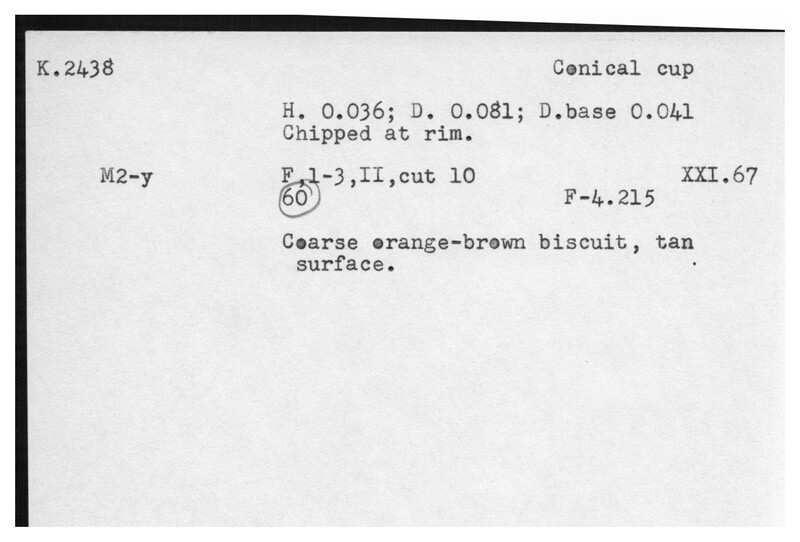 K.2438 Conical cup
H. 0.036; D. 0.081; D.base 0.041
Chipped at rim.
M2-y F,1-3,II,cut 10 XXI.67
60 F-4.215
Coarse orange-brown biscuit, tan
surface.